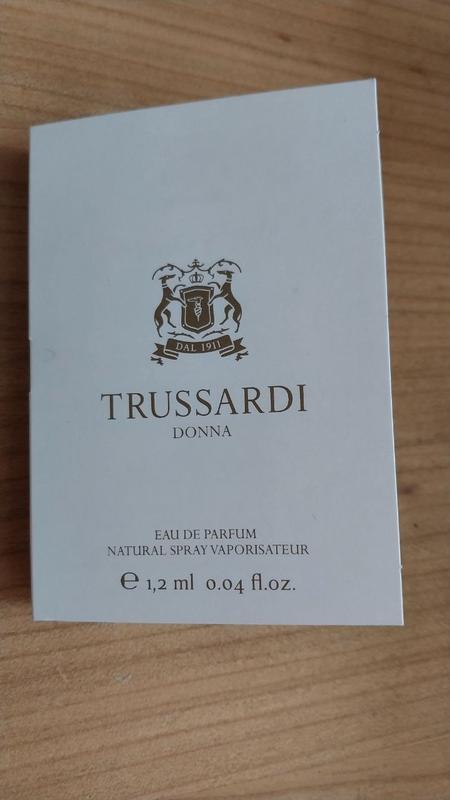 DAL 1911
TRUSSARDI
DONNA
EAU DE PARFUM
NATURAL SPRAY VAPORISATEUR
e 1,2 ml 0.04 fl.oz.